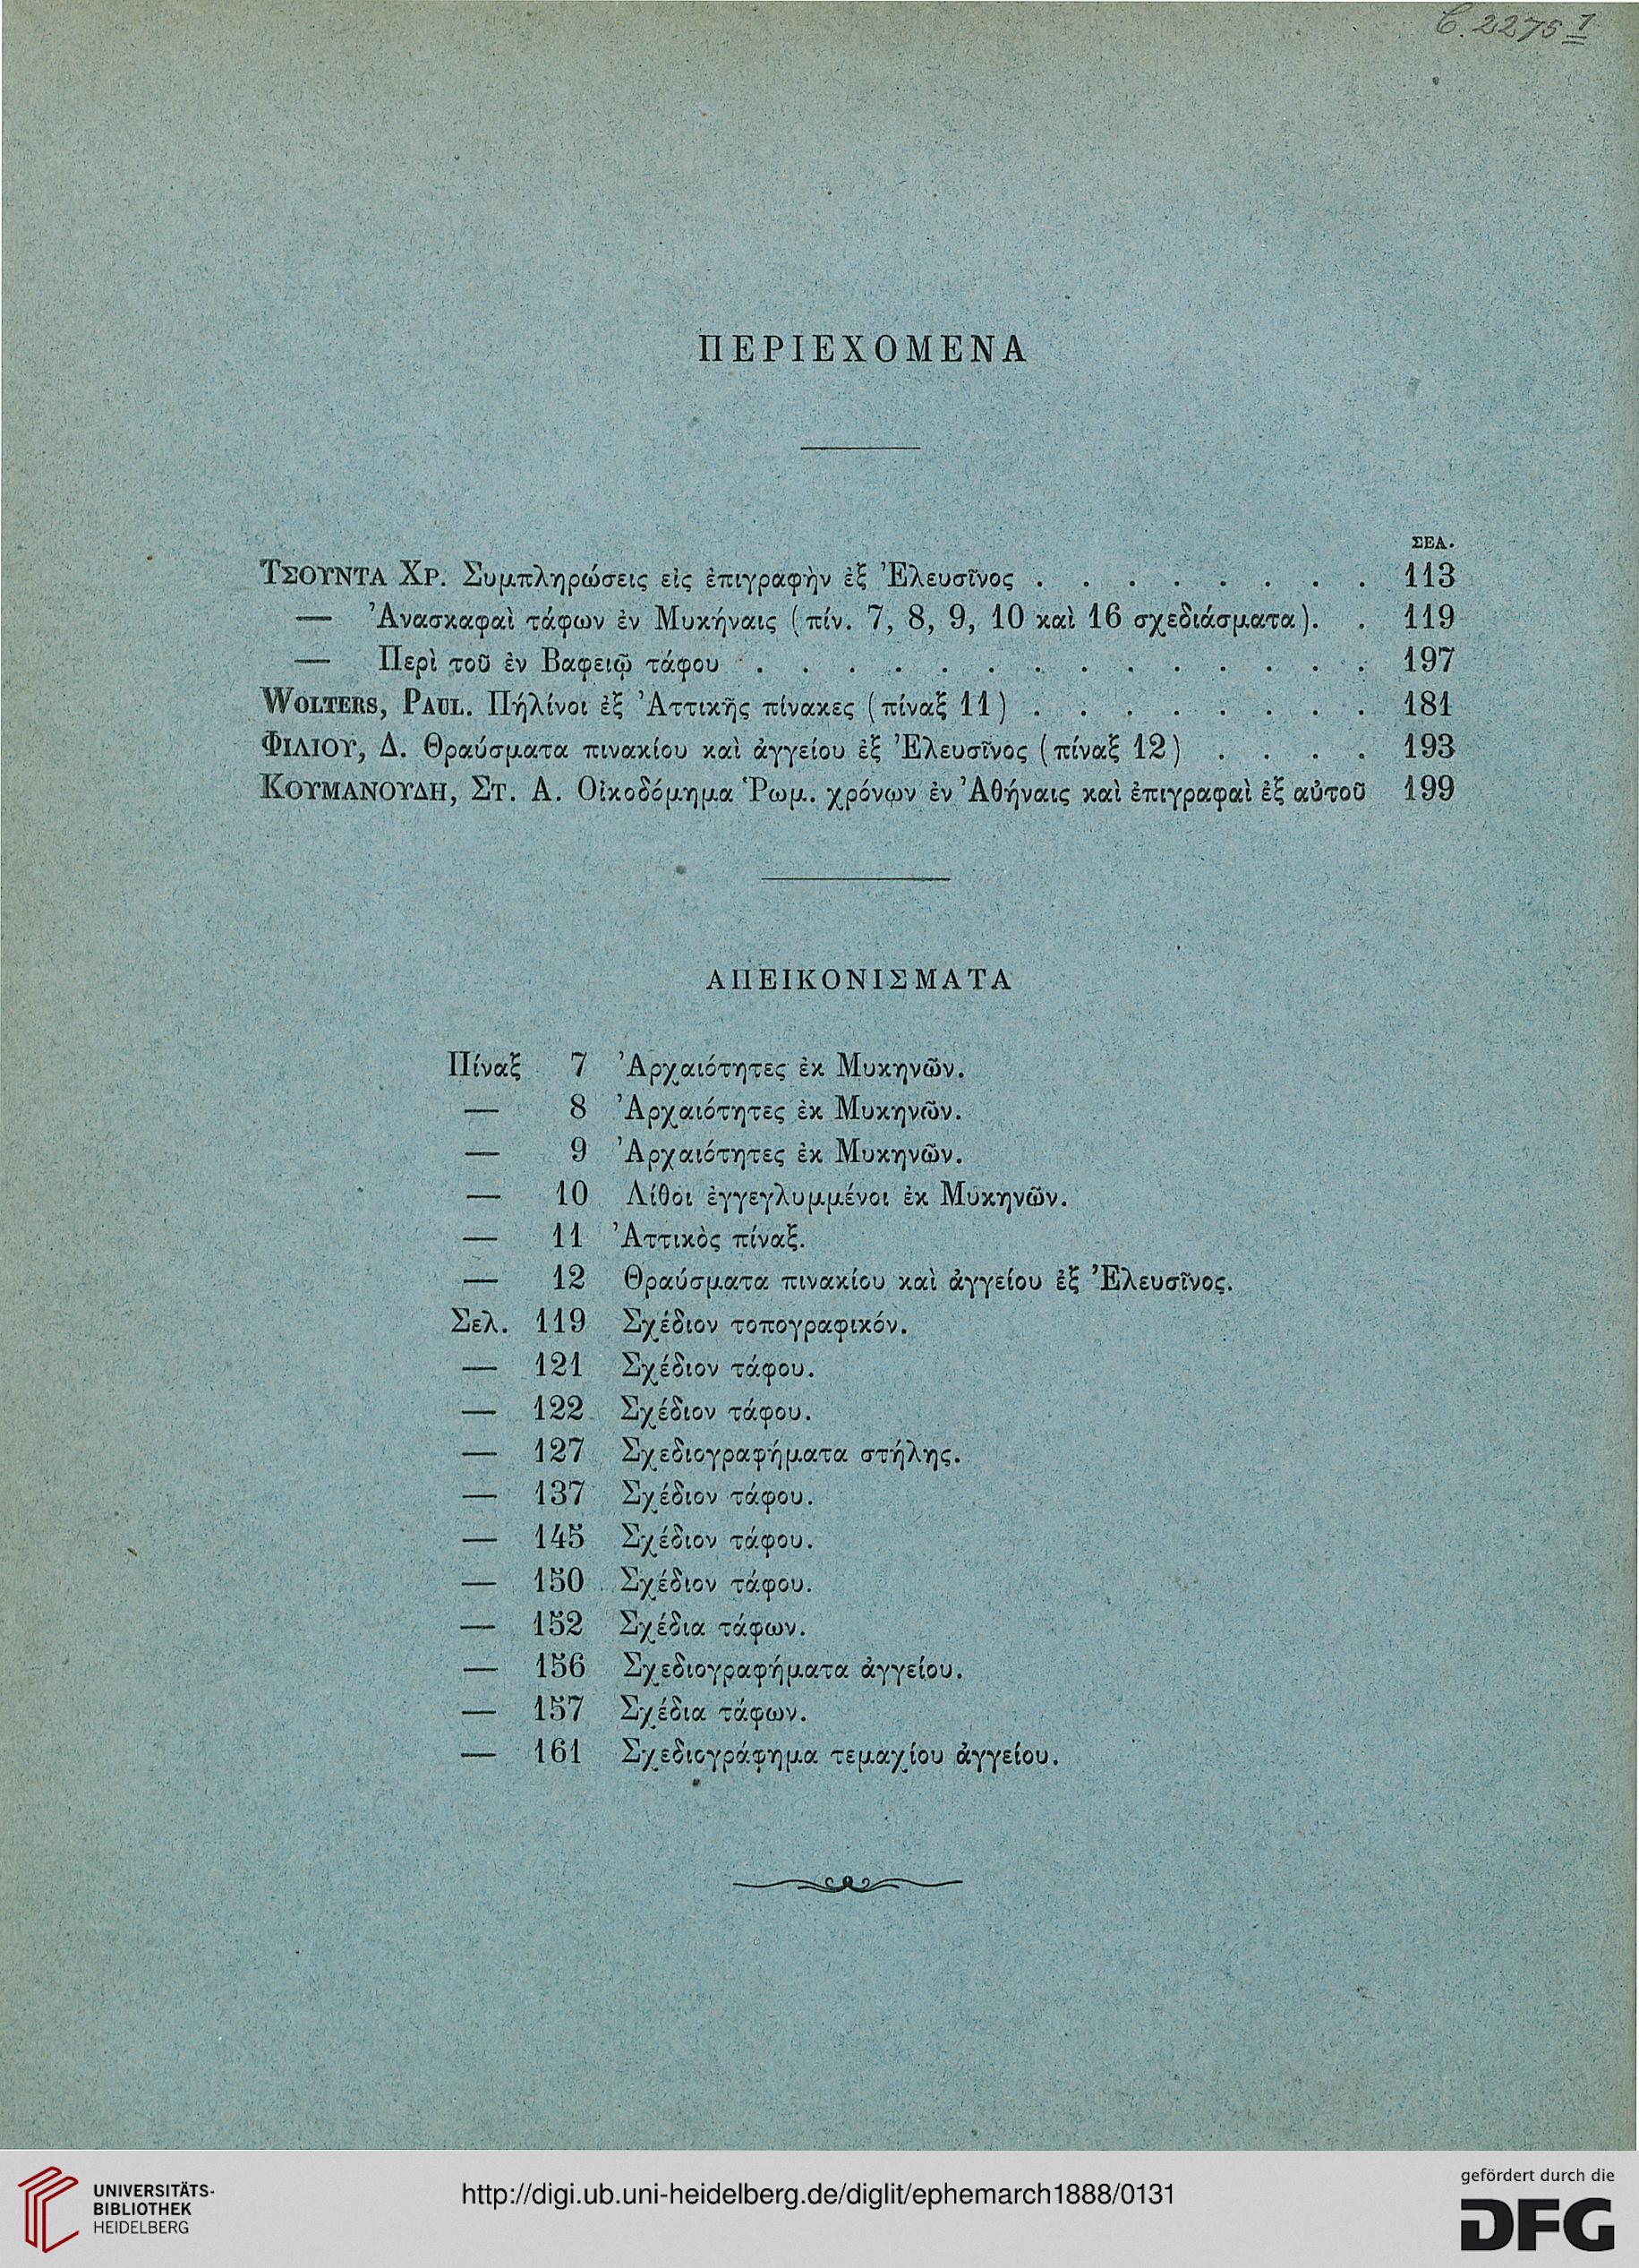 C. 2275 1
ΠΕΡΙΕΧΟΜΕΝΑ
ΣΕΛ.
ΤΣΟΥΝΤΑ ΧΡ. Συμπληρώσεις εἰς ἐπιγραφὴν ἐξ Ἐλευσῖνος . . . . . . . . 113
— Ἀνασκαφαὶ τάφων ἐν Μυκήναις (πίν. 7, 8, 9, 10 καὶ 16 σχεδιάσματα). . 119
— Περὶ τοῦ ἐν Βαφειῷ τάφου . . . . . . . . . . . . . . 197
WOLTERS, PAUL. Πήλίνοι ἐξ Ἀττικῆς πίνακες (πίναξ 11) . . . . . . . . 181
ΦΙΛΙΟΥ, Δ. Θραύσματα πινακίου καὶ ἀγγείου ἐξ Ἐλευσῖνος (πίναξ 12) . . . . 193
ΚΟΥΜΑΝΟΥΔΗ, ΣΤ. Α. Οἰκοδόμημα Ῥωμ. χρόνων ἐν Ἀθήναις καὶ ἐπιγραφαὶ ἐξ αὐτοῦ 199
ΑΠΕΙΚΟΝΙΣΜΑΤΑ
Πίναξ 7 Ἀρχαιότητες ἐκ Μυκηνῶν.
— 8 Ἀρχαιότητες ἐκ Μυκηνῶν.
— 9 Ἀρχαιότητες ἐκ Μυκηνῶν.
— 10 Λίθοι ἐγγεγλυμμένοι ἐκ Μυκηνῶν.
— 11 Ἀττικὸς πίναξ.
— 12 Θραύσματα πινακίου καὶ ἀγγείου ἐξ Ἐλευσῖνος.
Σελ. 119 Σχέδιον τοπογραφικόν.
— 121 Σχέδιον τάφου.
— 122 Σχέδιον τάφου.
— 127 Σχεδιογραφήματα στήλης.
— 137 Σχέδιον τάφου.
— 145 Σχέδιον τάφου.
— 150 Σχέδιον τάφου.
— 152 Σχέδια τάφων.
— 156 Σχεδιογραφήματα ἀγγείου.
— 157 Σχέδια τάφων.
— 161 Σχεδιογράφημα τεμαχίου ἀγγείου.
UNIVERSITÄTS-
BIBLIOTHEK
HEIDELBERG
http://digi.ub.uni-heidelberg.de/diglit/ephemarch1888/0131
gefördert durch die
DFG